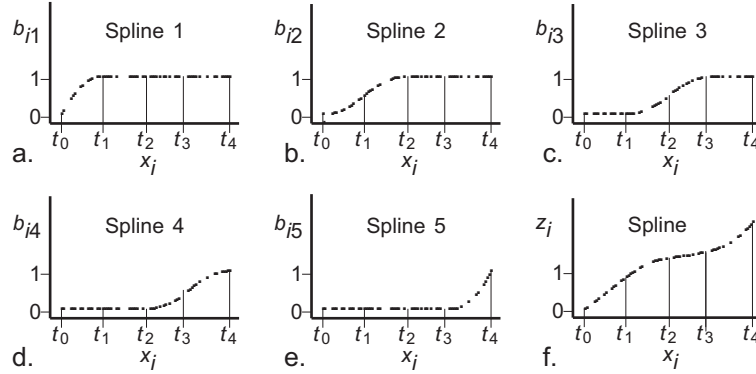 b_i1 Spline 1
1
0
t_0 t_1 t_2 t_3 t_4
a. x_i
b_i2 Spline 2
1
0
t_0 t_1 t_2 t_3 t_4
b. x_i
b_i3 Spline 3
1
0
t_0 t_1 t_2 t_3 t_4
c. x_i
b_i4 Spline 4
1
0
t_0 t_1 t_2 t_3 t_4
d. x_i
b_i5 Spline 5
1
0
t_0 t_1 t_2 t_3 t_4
e. x_i
z_i Spline
1
0
t_0 t_1 t_2 t_3 t_4
f. x_i